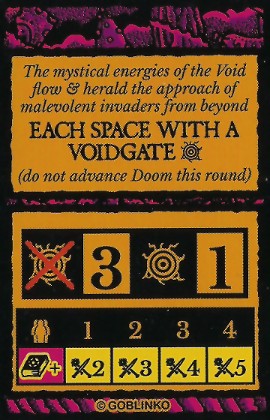 The mystical energies of the Void
flow & herald the approach of
malevolent invaders from beyond
EACH SPACE WITH A
VOIDGATE
(do not advance Doom this round)
3 1
1 2 3 4
+ 2 3 4 5
© GOBLINKO